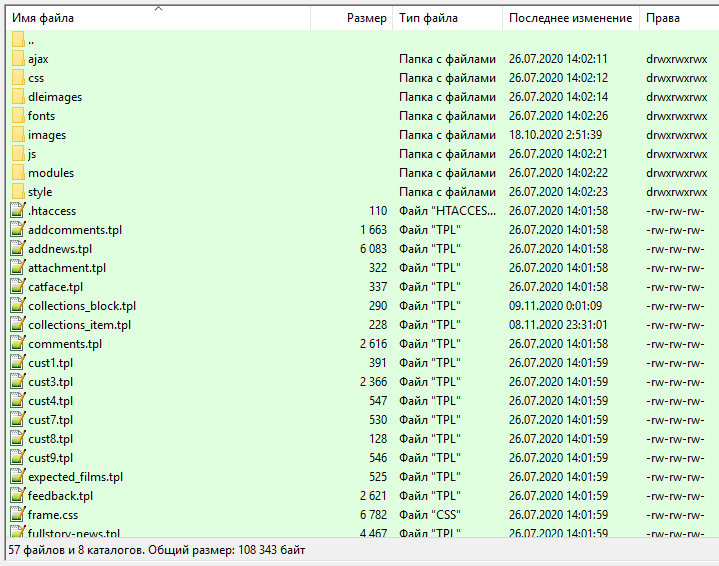 Имя файла Размер Тип файла Последнее изменение Права
..
ajax Папка с файлами 26.07.2020 14:02:11 drwxrwxrwx
css Папка с файлами 26.07.2020 14:02:12 drwxrwxrwx
dleimages Папка с файлами 26.07.2020 14:02:14 drwxrwxrwx
fonts Папка с файлами 26.07.2020 14:02:26 drwxrwxrwx
images Папка с файлами 18.10.2020 2:51:39 drwxrwxrwx
js Папка с файлами 26.07.2020 14:02:21 drwxrwxrwx
modules Папка с файлами 26.07.2020 14:02:22 drwxrwxrwx
style Папка с файлами 26.07.2020 14:02:23 drwxrwxrwx
.htaccess 110 Файл "HTACCES... 26.07.2020 14:01:58 -rw-rw-rw-
addcomments.tpl 1 663 Файл "TPL" 26.07.2020 14:01:58 -rw-rw-rw-
addnews.tpl 6 083 Файл "TPL" 26.07.2020 14:01:58 -rw-rw-rw-
attachment.tpl 322 Файл "TPL" 26.07.2020 14:01:58 -rw-rw-rw-
catface.tpl 337 Файл "TPL" 26.07.2020 14:01:58 -rw-rw-rw-
collections_block.tpl 290 Файл "TPL" 09.11.2020 0:01:09 -rw-rw-rw-
collections_item.tpl 228 Файл "TPL" 08.11.2020 23:31:01 -rw-rw-rw-
comments.tpl 2 616 Файл "TPL" 26.07.2020 14:01:58 -rw-rw-rw-
cust1.tpl 391 Файл "TPL" 26.07.2020 14:01:59 -rw-rw-rw-
cust3.tpl 2 366 Файл "TPL" 26.07.2020 14:01:59 -rw-rw-rw-
cust4.tpl 547 Файл "TPL" 26.07.2020 14:01:59 -rw-rw-rw-
cust7.tpl 530 Файл "TPL" 26.07.2020 14:01:59 -rw-rw-rw-
cust8.tpl 128 Файл "TPL" 26.07.2020 14:01:59 -rw-rw-rw-
cust9.tpl 546 Файл "TPL" 26.07.2020 14:01:59 -rw-rw-rw-
expected_films.tpl 525 Файл "TPL" 26.07.2020 14:01:59 -rw-rw-rw-
feedback.tpl 2 621 Файл "TPL" 26.07.2020 14:01:59 -rw-rw-rw-
frame.css 6 782 Файл "CSS" 26.07.2020 14:01:59 -rw-rw-rw-
fullstory-news.tpl 4 467 Файл "TPL" 26.07.2020 14:01:59 -rw-rw-rw-
57 файлов и 8 каталогов. Общий размер: 108 343 байт